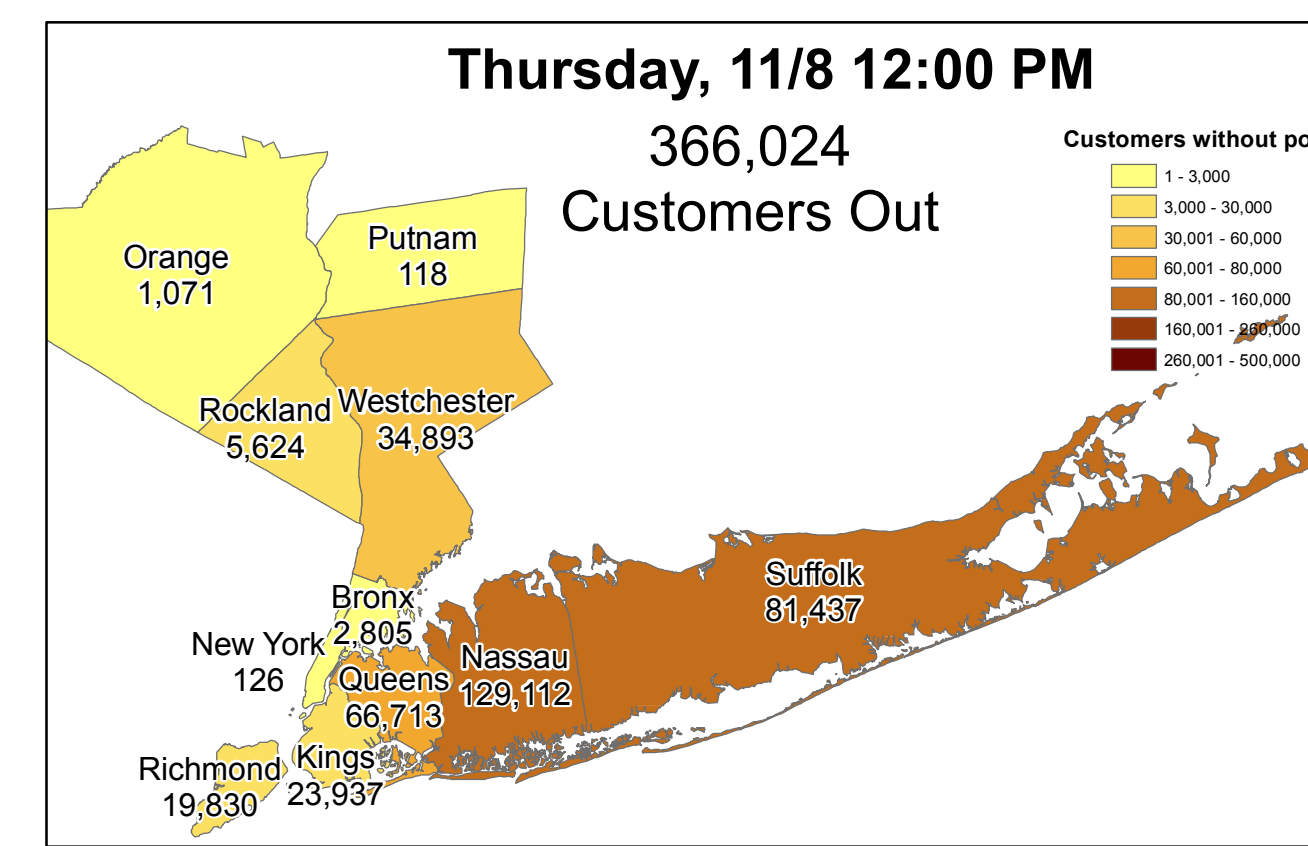 Thursday, 11/8 12:00 PM
366,024
Customers Out
Customers without po
1 - 3,000
3,000 - 30,000
30,001 - 60,000
60,001 - 80,000
80,001 - 160,000
160,001 - 260,000
260,001 - 500,000
Orange
1,071
Putnam
118
Rockland
5,624
Westchester
34,893
Bronx
2,805
New York
126
Queens
66,713
Nassau
129,112
Suffolk
81,437
Richmond
19,830
Kings
23,937